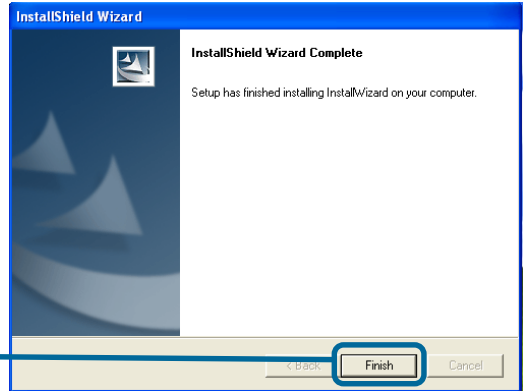 InstallShield Wizard
InstallShield Wizard Complete
Setup has finished installing InstallWizard on your computer.
< Back Finish Cancel